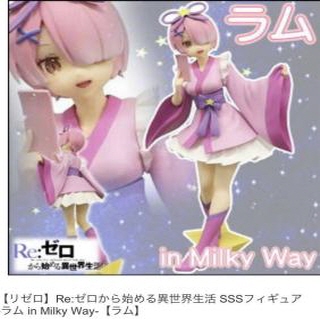 ラム
Re:ゼロ
から始める異世界生活
in Milky Way
【リゼロ】Re:ゼロから始める異世界生活 SSSフィギュア
ラム in Milky Way-【ラム】